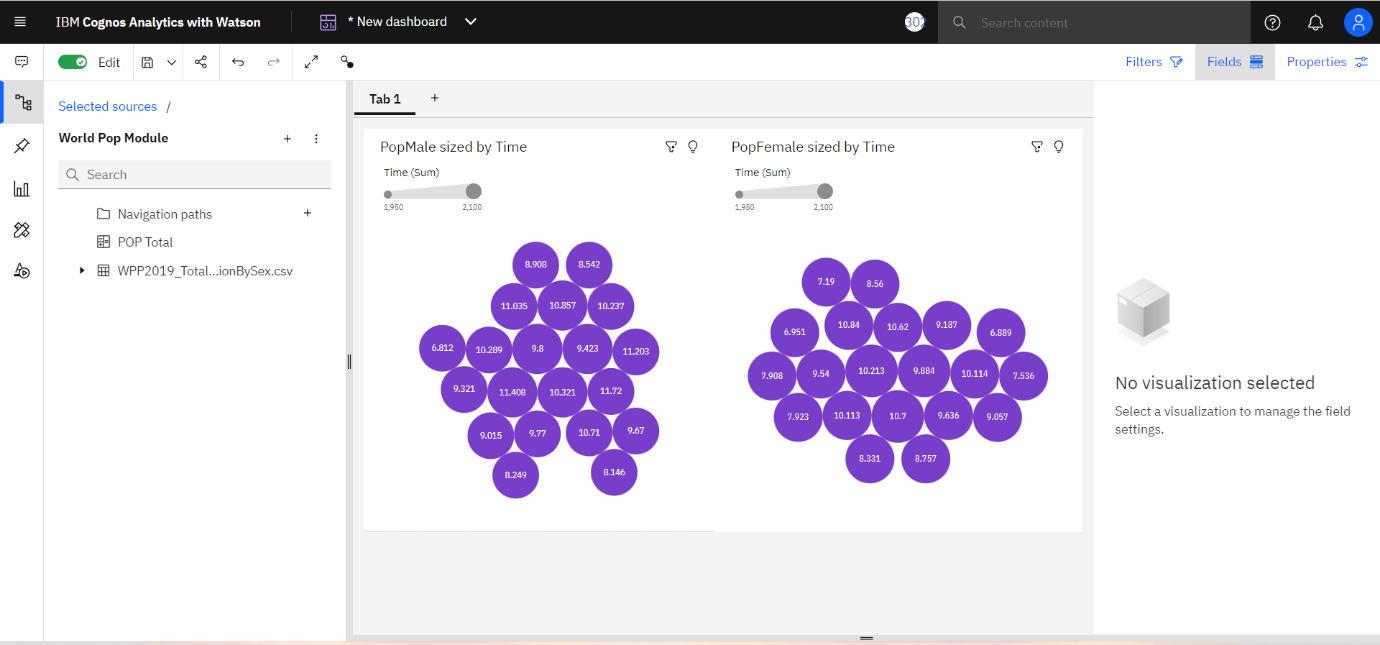 IBM Cognos Analytics with Watson
* New dashboard
302
Search content
Edit
Filters
Fields
Properties
Selected sources /
World Pop Module
Search
Navigation paths
POP Total
WPP2019_Total...ionBySex.csv
Tab 1
PopMale sized by Time
Time (Sum)
1,950 2,100
8.908 8.542
11.035 10.857 10.237
6.812 10.289 9.8 9.423 11.203
9.321 11.408 10.321 11.72
9.015 9.77 10.71 9.67
8.249 8.146
PopFemale sized by Time
Time (Sum)
1,950 2,100
7.19 8.56
6.951 10.84 10.62 9.187 6.889
7.908 9.54 10.213 9.884 10.114 7.536
7.923 10.113 10.7 9.636 9.057
8.331 8.757
No visualization selected
Select a visualization to manage the field
settings.